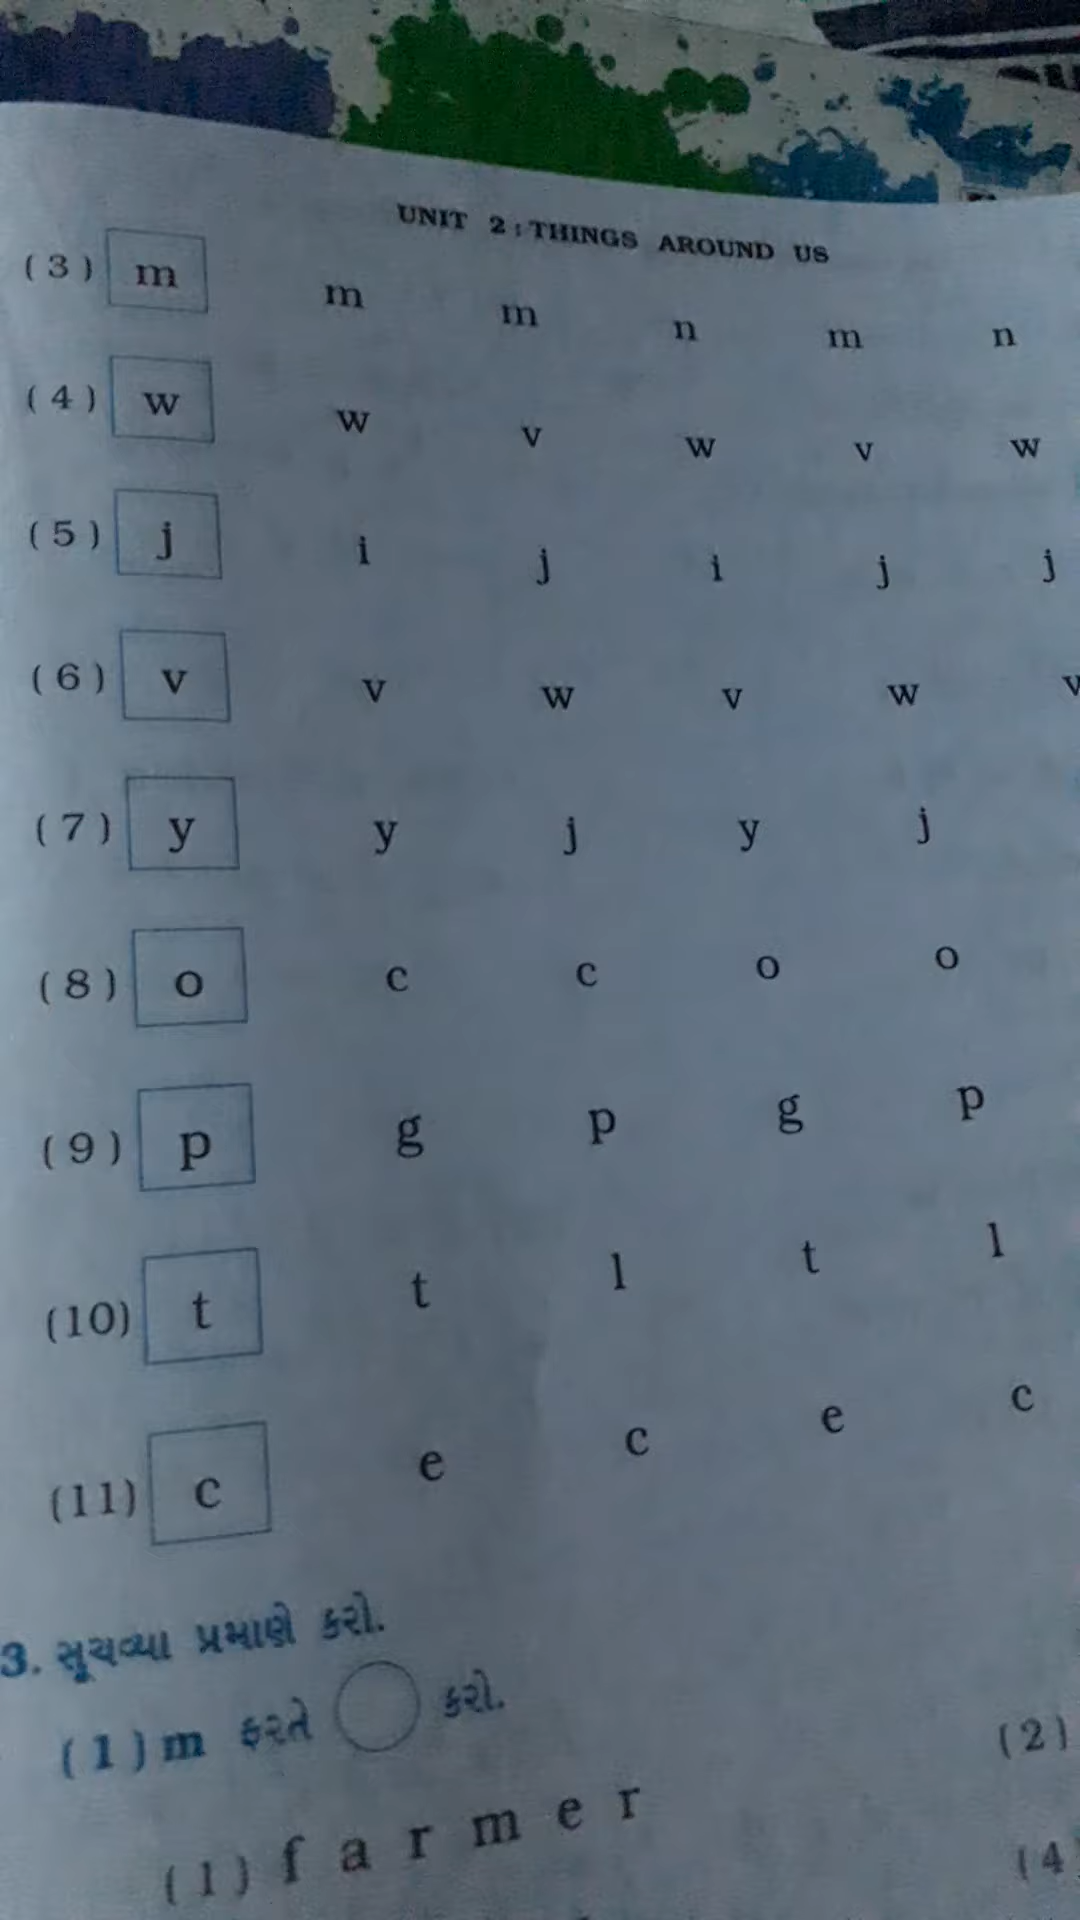 UNIT 2 : THINGS AROUND US
(3) m m m n m n
(4) w w v w v w
(5) j i j i j j
(6) v v w v w v
(7) y y j y j
(8) o c c o o
(9) p g p g p
(10) t t l t l
(11) c e c e c
3. સૂચવ્યા પ્રમાણે કરો.
(1) m ફરતે ◯ કરો.
(2)
(1) f a r m e r
(4